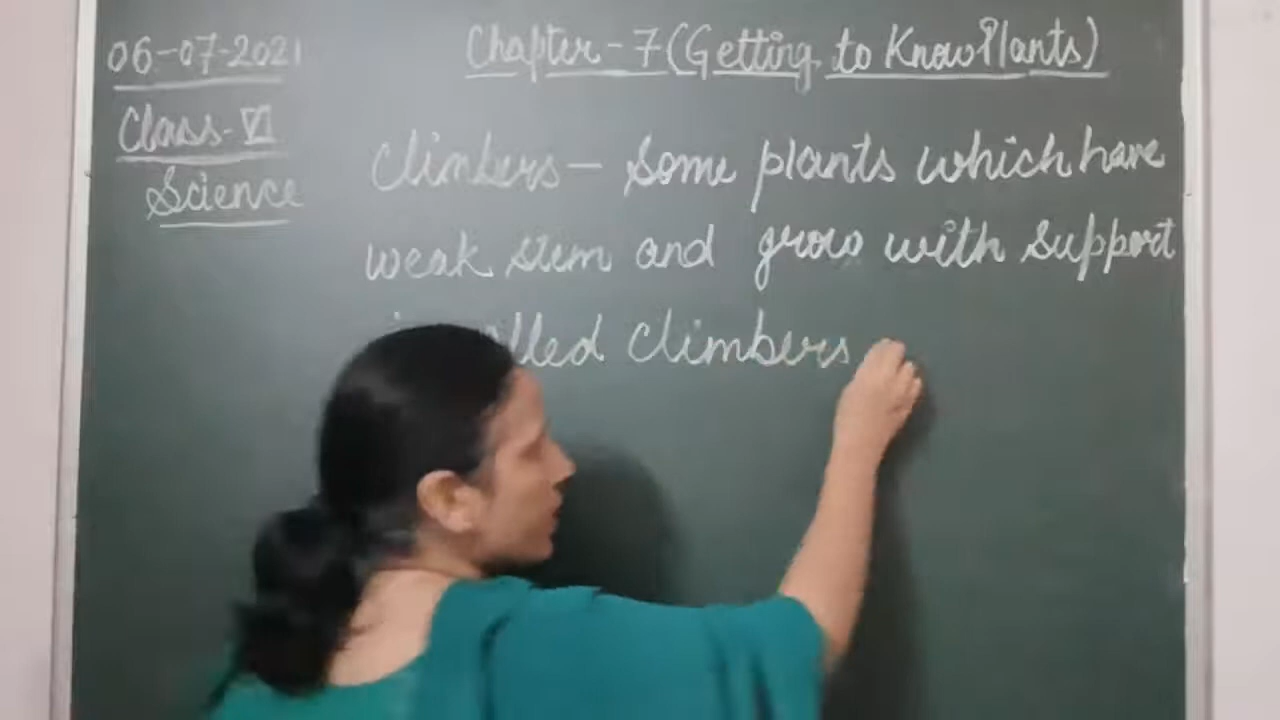 06-07-2021
Class-VI
Science
Chapter-7 (Getting to Know Plants)
Climbers - Some plants which have
weak stem and grow with support
climbers